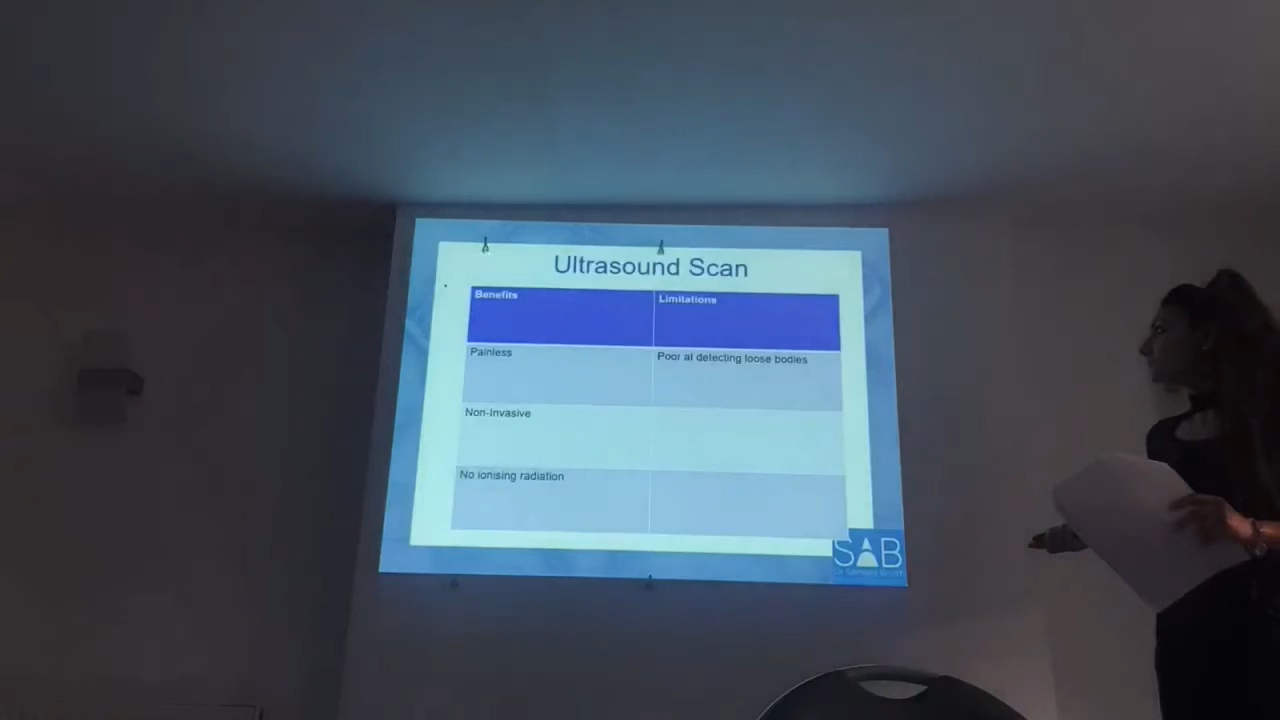 Ultrasound Scan
Benefits
Limitations
Painless
Poor at detecting loose bodies
Non-Invasive
No ionising radiation
SAB